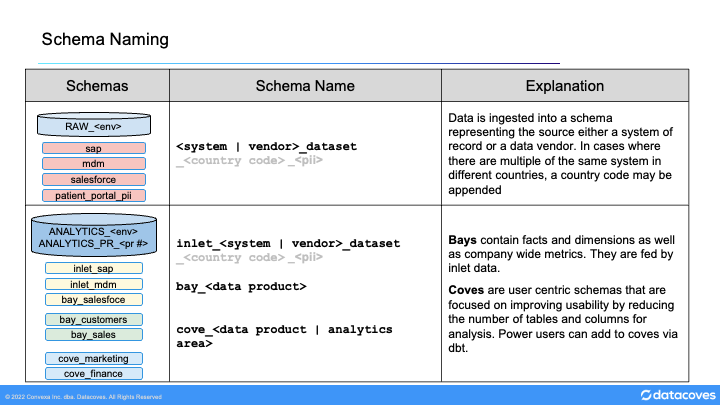 Schema Naming
Schemas
Schema Name
Explanation
RAW_<env>
sap
mdm
salesforce
patient_portal_pii
<system | vendor>_dataset
_<country code>_<pii>
Data is ingested into a schema
representing the source either a system of
record or a data vendor. In cases where
there are multiple of the same system in
different countries, a country code may be
appended
ANALYTICS_<env>
ANALYTICS_PR_<pr #>
inlet_sap
inlet_mdm
bay_salesfoce
bay_customers
bay_sales
cove_marketing
cove_finance
inlet_<system | vendor>_dataset
_<country code>_<pii>
bay_<data product>
cove_<data product | analytics
area>
Bays contain facts and dimensions as well
as company wide metrics. They are fed by
inlet data.
Coves are user centric schemas that are
focused on improving usability by reducing
the number of tables and columns for
analysis. Power users can add to coves via
dbt.
© 2022 Convexa Inc. dba. Datacoves. All Rights Reserved
datacoves